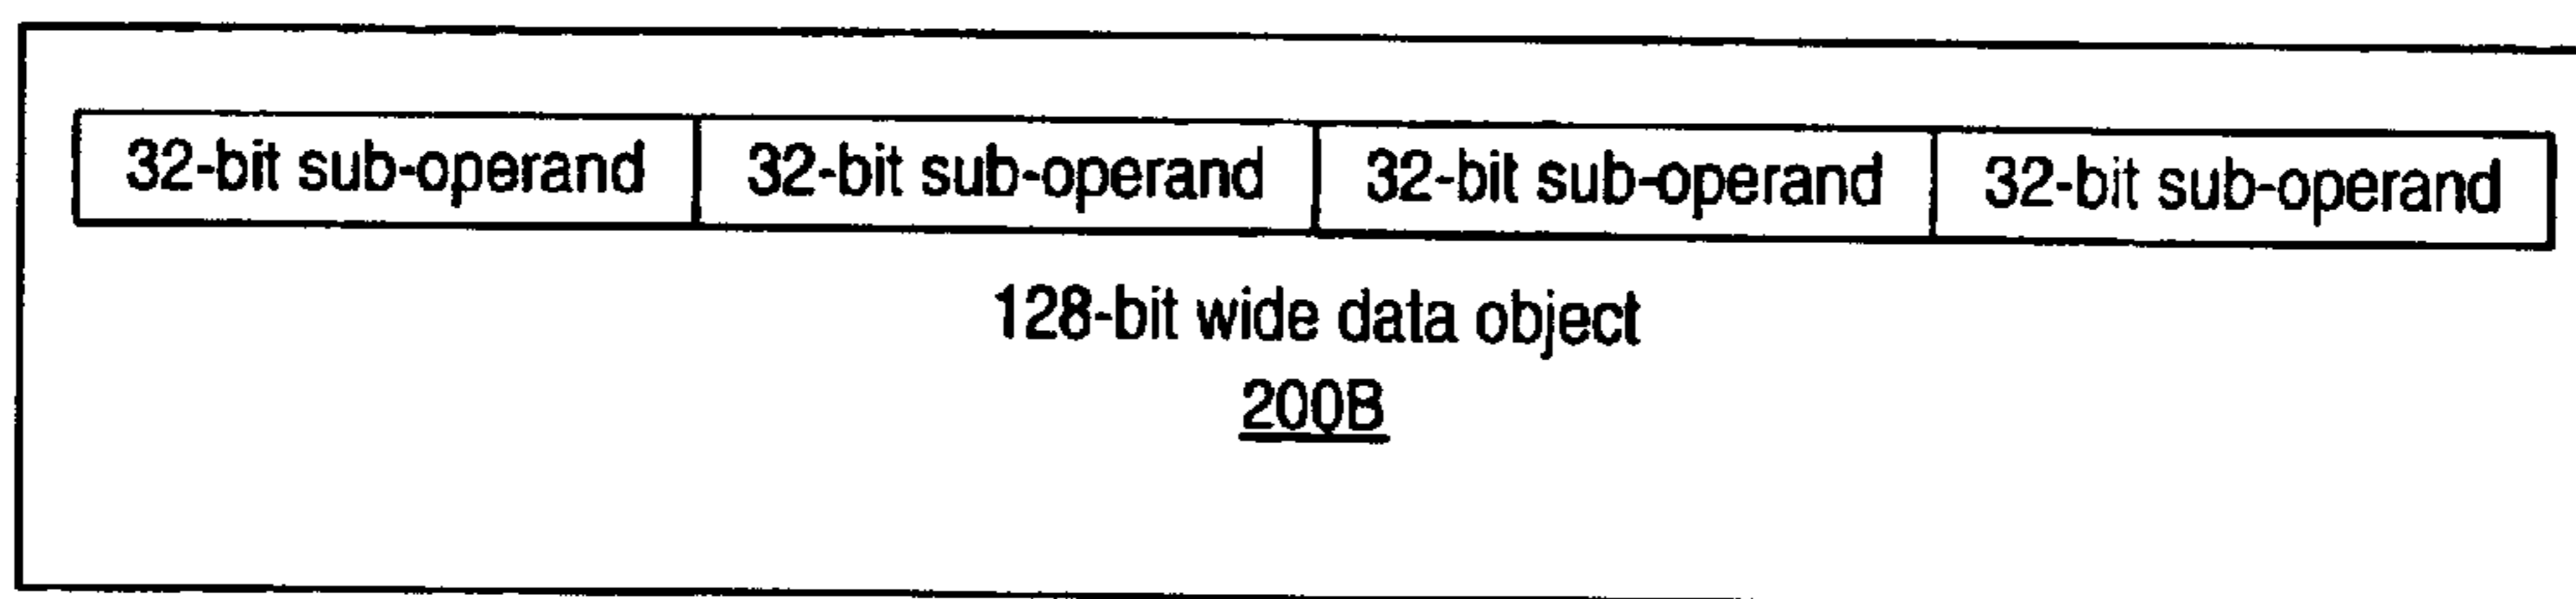 32-bit sub-operand 32-bit sub-operand 32-bit sub-operand 32-bit sub-operand
128-bit wide data object
200B